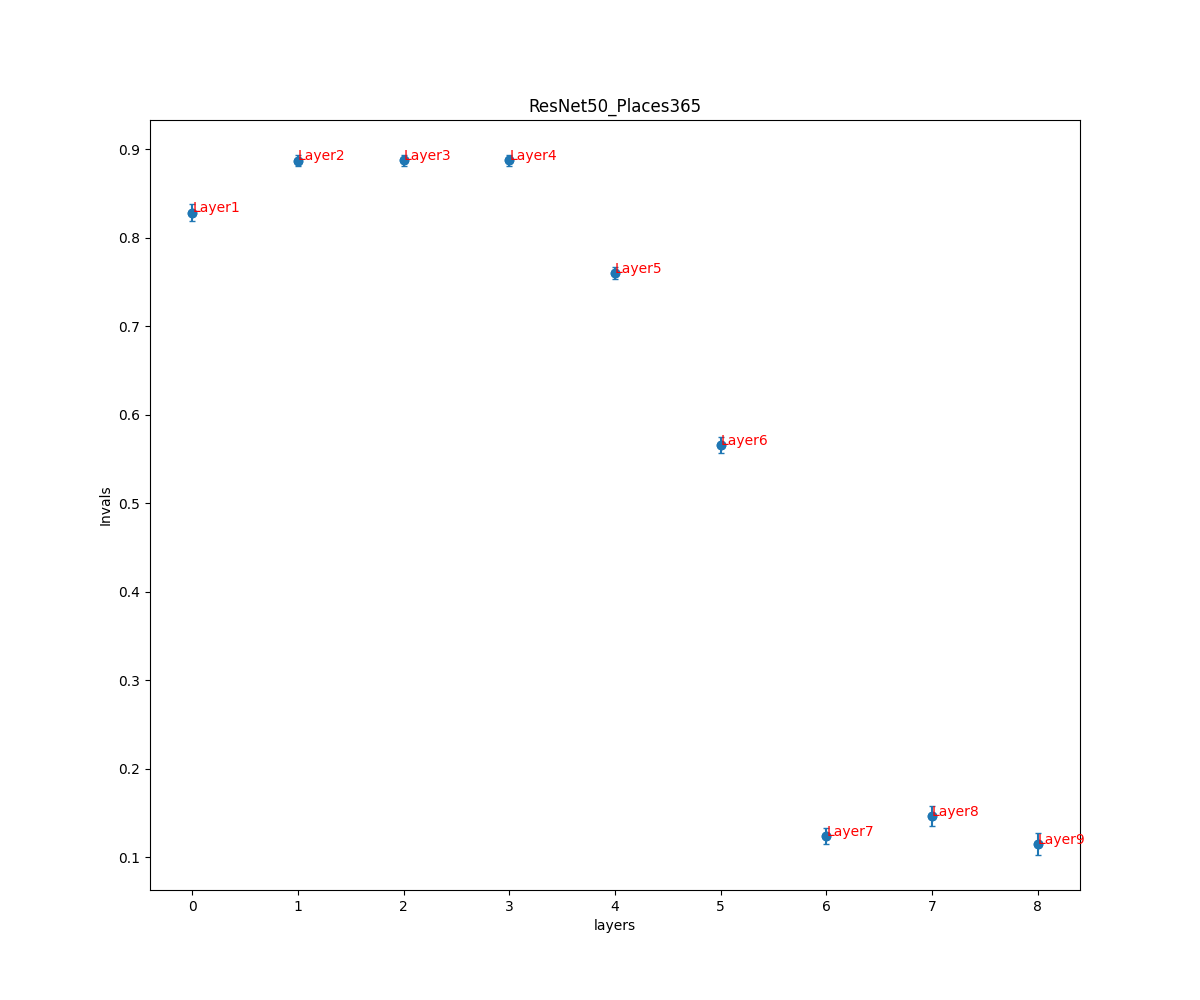 ResNet50_Places365
Invals
0.9
0.8
0.7
0.6
0.5
0.4
0.3
0.2
0.1
Layer1
Layer2
Layer3
Layer4
Layer5
Layer6
Layer7
Layer8
Layer9
0 1 2 3 4 5 6 7 8
layers